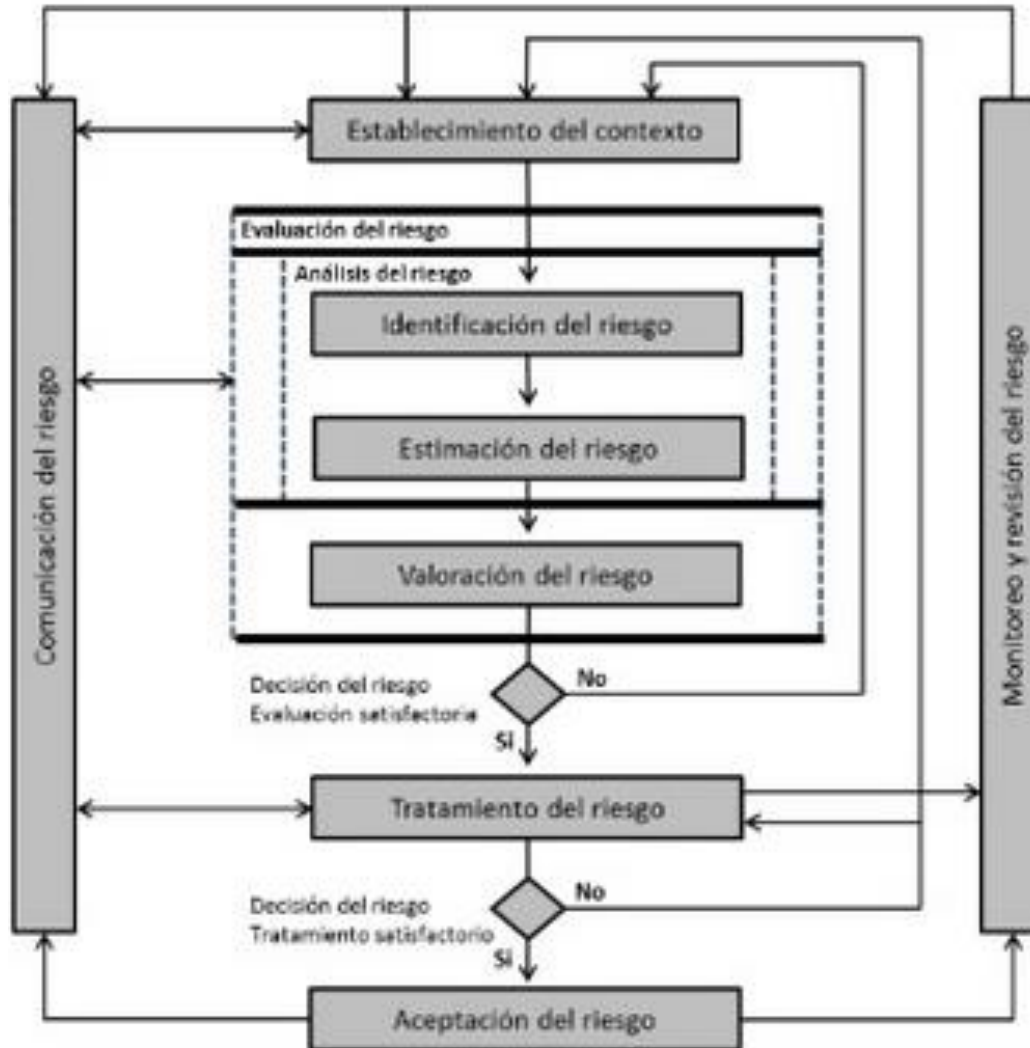 Establecimiento del contexto
Evaluación del riesgo
Análisis del riesgo
Identificación del riesgo
Estimación del riesgo
Valoración del riesgo
Comunicación del riesgo
Monitoreo y revisión del riesgo
Decisión del riesgo
Evaluación satisfactoria
No
Si
Tratamiento del riesgo
Decisión del riesgo
Tratamiento satisfactorio
No
Si
Aceptación del riesgo